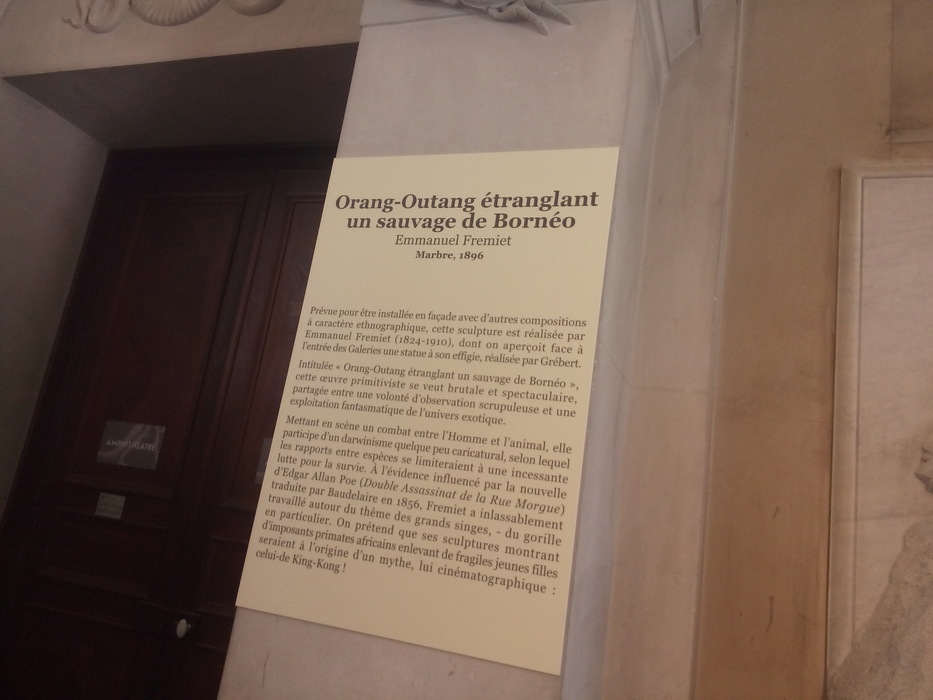 Orang-Outang étranglant
un sauvage de Bornéo
Emmanuel Fremiet
Marbre, 1896
Prévue pour être installée en façade avec d'autres compositions
à caractère ethnographique, cette sculpture est réalisée par
Emmanuel Fremiet (1824-1910), dont on aperçoit face à
l'entrée des Galeries une statue à son effigie, réalisée par Grébert.
Intitulée « Orang-Outang étranglant un sauvage de Bornéo »,
cette œuvre primitiviste se veut brutale et spectaculaire,
partagée entre une volonté d'observation scrupuleuse et une
exploitation fantasmatique de l'univers exotique.
Mettant en scène un combat entre l'Homme et l'animal, elle
participe d'un darwinisme quelque peu caricatural, selon lequel
les rapports entre espèces se limiteraient à une incessante
lutte pour la survie. À l'évidence influencé par la nouvelle
d'Edgar Allan Poe (Double Assassinat de la Rue Morgue)
traduite par Baudelaire en 1856, Fremiet a inlassablement
travaillé autour du thème des grands singes, - du gorille
en particulier. On prétend que ses sculptures montrant
d'imposants primates africains enlevant de fragiles jeunes filles
seraient à l'origine d'un mythe, lui cinématographique :
celui-de King-Kong !
AMPHITHEATRE